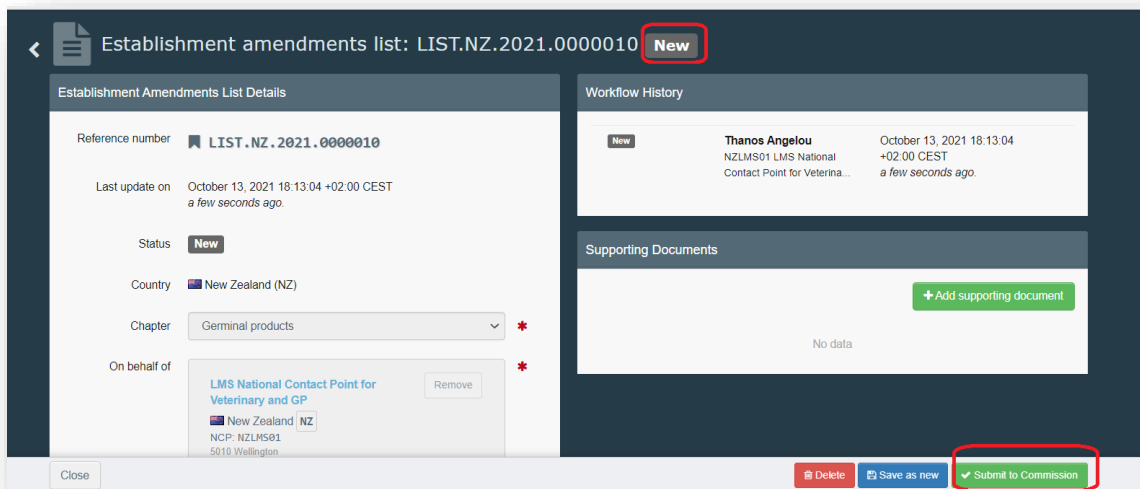 Establishment amendments list: LIST.NZ.2021.0000010 New
Establishment Amendments List Details
Reference number LIST.NZ.2021.0000010
Last update on October 13, 2021 18:13:04 +02:00 CEST
a few seconds ago.
Status New
Country New Zealand (NZ)
Chapter Germinal products *
On behalf of *
LMS National Contact Point for
Veterinary and GP
Remove
New Zealand NZ
NCP: NZLMS01
5010 Wellington
Workflow History
New Thanos Angelou October 13, 2021 18:13:04
NZLMS01 LMS National +02:00 CEST
Contact Point for Veterina... a few seconds ago.
Supporting Documents
+ Add supporting document
No data
Close Delete Save as new Submit to Commission